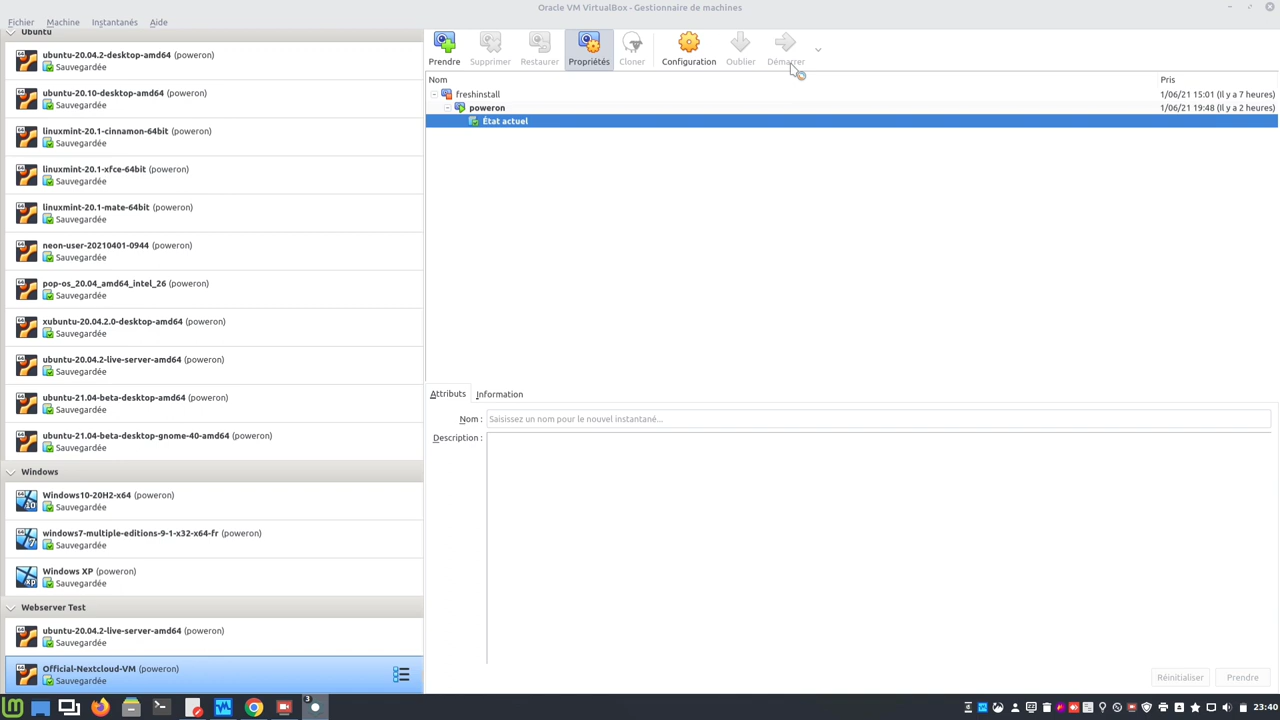 Oracle VM VirtualBox - Gestionnaire de machines
Fichier Machine Instantanés Aide
Ubuntu
ubuntu-20.04.2-desktop-amd64 (poweron)
Sauvegardée
ubuntu-20.10-desktop-amd64 (poweron)
Sauvegardée
linuxmint-20.1-cinnamon-64bit (poweron)
Sauvegardée
linuxmint-20.1-xfce-64bit (poweron)
Sauvegardée
linuxmint-20.1-mate-64bit (poweron)
Sauvegardée
neon-user-20210401-0944 (poweron)
Sauvegardée
pop-os_20.04_amd64_intel_26 (poweron)
Sauvegardée
xubuntu-20.04.2.0-desktop-amd64 (poweron)
Sauvegardée
ubuntu-20.04.2-live-server-amd64 (poweron)
Sauvegardée
ubuntu-21.04-beta-desktop-amd64 (poweron)
Sauvegardée
ubuntu-21.04-beta-desktop-gnome-40-amd64 (poweron)
Sauvegardée
Windows
Windows10-20H2-x64 (poweron)
Sauvegardée
windows7-multiple-editions-9-1-x32-x64-fr (poweron)
Sauvegardée
Windows XP (poweron)
Sauvegardée
Webserver Test
ubuntu-20.04.2-live-server-amd64 (poweron)
Sauvegardée
Official-Nextcloud-VM (poweron)
Sauvegardée
Prendre Supprimer Restaurer Propriétés Cloner Configuration Oublier Démarrer
Nom Pris
freshinstall 1/06/21 15:01 (Il y a 7 heures)
poweron 1/06/21 19:48 (Il y a 2 heures)
État actuel
Attributs Information
Nom : Saisissez un nom pour le nouvel instantané...
Description :
Réinitialiser Prendre
3
23:40